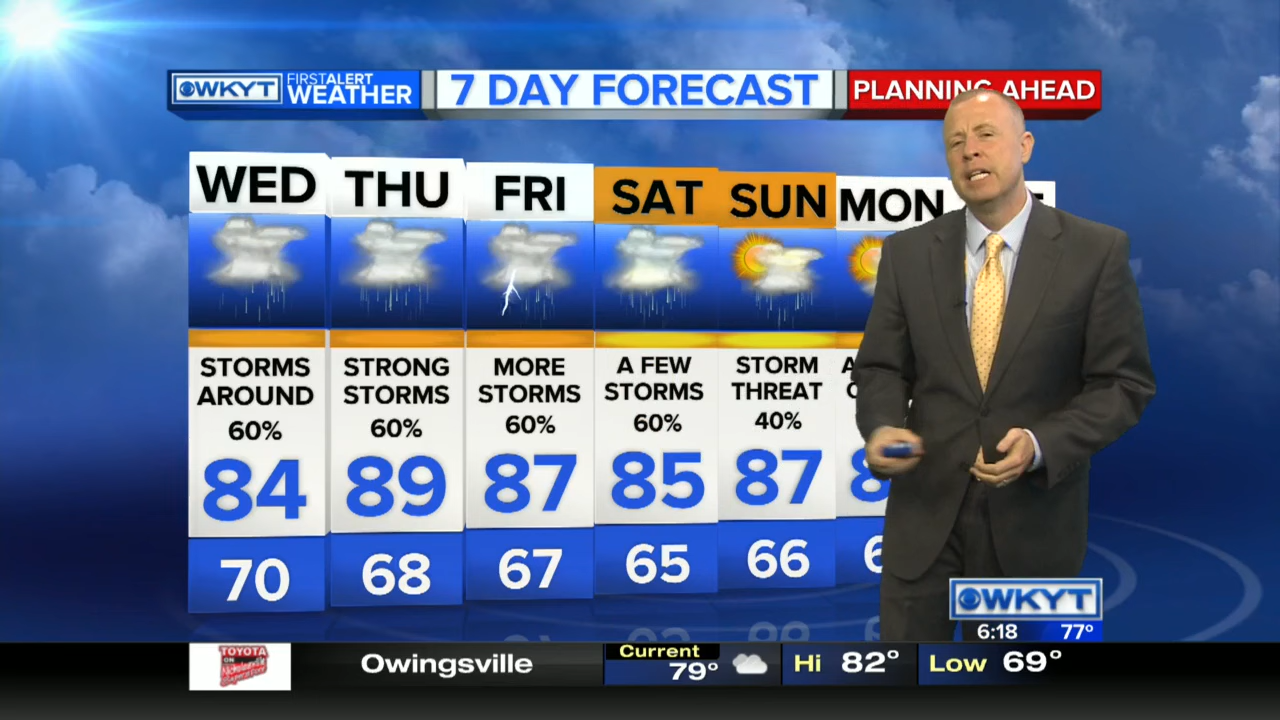 WKYT FIRST ALERT WEATHER
7 DAY FORECAST
PLANNING AHEAD
WED THU FRI SAT SUN MON
STORMS AROUND 60% 84 70
STRONG STORMS 60% 89 68
MORE STORMS 60% 87 67
A FEW STORMS 60% 85 65
STORM THREAT 40% 87 66
WKYT
6:18 77°
TOYOTA ON Nicholasville
Owingsville
Current 79°
Hi 82°
Low 69°